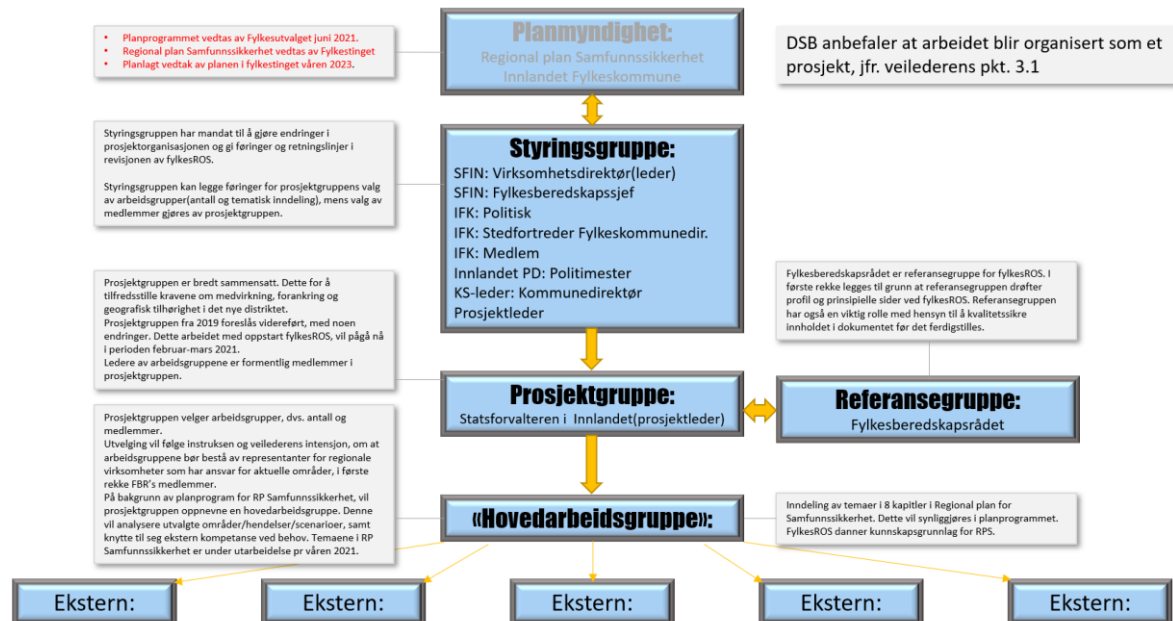 Planmyndighet:
Regional plan Samfunnssikkerhet
Innlandet Fylkeskommune
• Planprogrammet vedtas av Fylkesutvalget juni 2021.
• Regional plan Samfunnssikkerhet vedtas av Fylkestinget
• Planlagt vedtak av planen i fylkestinget våren 2023.
DSB anbefaler at arbeidet blir organisert som et
prosjekt, jfr. veilederens pkt. 3.1
Styringsgruppen har mandat til å gjøre endringer i
prosjektorganisasjonen og gi føringer og retningslinjer i
revisjonen av fylkesROS.
Styringsgruppen kan legge føringer for prosjektgruppens valg
av arbeidsgrupper(antall og tematisk inndeling), mens valg av
medlemmer gjøres av prosjektgruppen.
Styringsgruppe:
SFIN: Virksomhetsdirektør(leder)
SFIN: Fylkesberedskapssjef
IFK: Politisk
IFK: Stedfortreder Fylkeskommunedir.
IFK: Medlem
Innlandet PD: Politimester
KS-leder: Kommunedirektør
Prosjektleder
Prosjektgruppen er bredt sammensatt. Dette for å
tilfredsstille kravene om medvirkning, forankring og
geografisk tilhørighet i det nye distriktet.
Prosjektgruppen fra 2019 foreslås videreført, med noen
endringer. Dette arbeidet med oppstart fylkesROS, vil pågå nå
i perioden februar-mars 2021.
Ledere av arbeidsgruppene er formentlig medlemmer i
prosjektgruppen.
Fylkesberedskapsrådet er referansegruppe for fylkesROS. I
første rekke legges til grunn at referansegruppen drøfter
profil og prinsipielle sider ved fylkesROS. Referansegruppen
har også en viktig rolle med hensyn til å kvalitetssikre
innholdet i dokumentet før det ferdigstilles.
Prosjektgruppe:
Statsforvalteren i Innlandet(prosjektleder)
Referansegruppe:
Fylkesberedskapsrådet
Prosjektgruppen velger arbeidsgrupper, dvs. antall og
medlemmer.
Utvelging vil følge instruksen og veilederens intensjon, om at
arbeidsgruppene bør bestå av representanter for regionale
virksomheter som har ansvar for aktuelle områder, i første
rekke FBR's medlemmer.
På bakgrunn av planprogram for RP Samfunnssikkerhet, vil
prosjektgruppen oppnevne en hovedarbeidsgruppe. Denne
vil analysere utvalgte områder/hendelser/scenarioer, samt
knytte til seg ekstern kompetanse ved behov. Temaene i RP
Samfunnssikkerhet er under utarbeidelse pr våren 2021.
«Hovedarbeidsgruppe»:
Inndeling av temaer i 8 kapitler i Regional plan for
Samfunnssikkerhet. Dette vil synliggjøres i planprogrammet.
FylkesROS danner kunnskapsgrunnlag for RPS.
Ekstern:
Ekstern:
Ekstern:
Ekstern:
Ekstern: